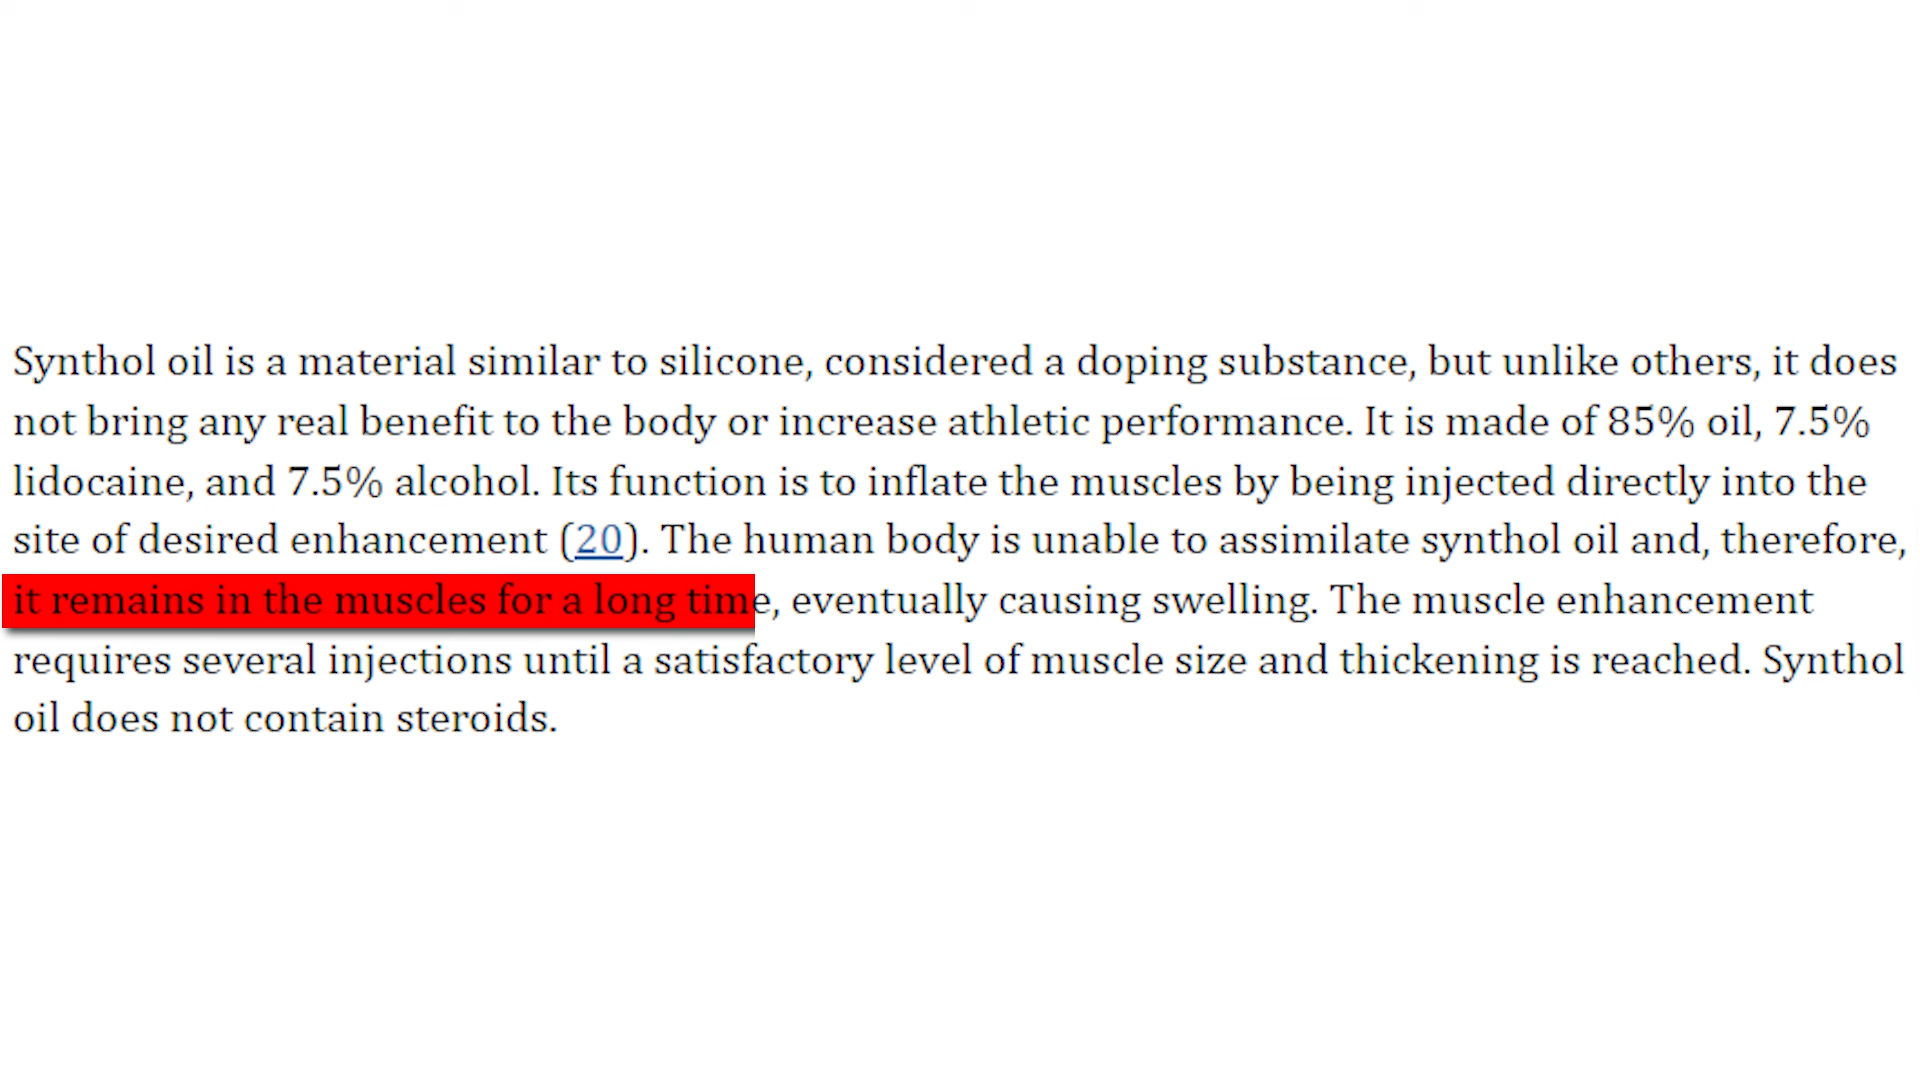 Synthol oil is a material similar to silicone, considered a doping substance, but unlike others, it does
not bring any real benefit to the body or increase athletic performance. It is made of 85% oil, 7.5%
lidocaine, and 7.5% alcohol. Its function is to inflate the muscles by being injected directly into the
site of desired enhancement (20). The human body is unable to assimilate synthol oil and, therefore,
it remains in the muscles for a long time, eventually causing swelling. The muscle enhancement
requires several injections until a satisfactory level of muscle size and thickening is reached. Synthol
oil does not contain steroids.